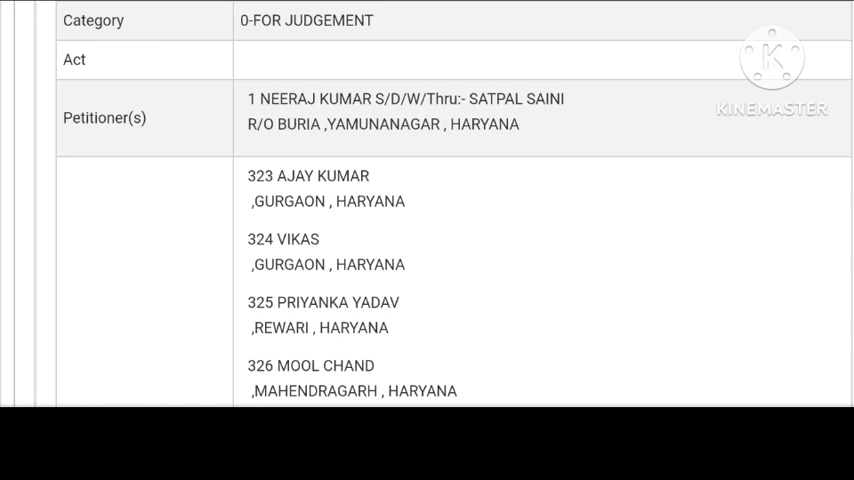 Category
0-FOR JUDGEMENT
KINEMASTER
Act
Petitioner(s)
1 NEERAJ KUMAR S/D/W/Thru:- SATPAL SAINI
R/O BURIA ,YAMUNANAGAR , HARYANA
323 AJAY KUMAR
,GURGAON , HARYANA
324 VIKAS
,GURGAON , HARYANA
325 PRIYANKA YADAV
,REWARI , HARYANA
326 MOOL CHAND
,MAHENDRAGARH , HARYANA